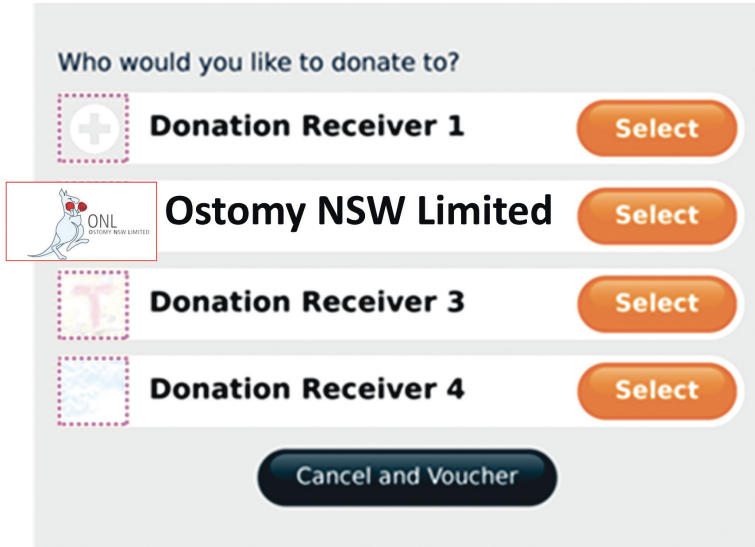 Who would you like to donate to?
Donation Receiver 1 Select
ONL
OSTOMY NSW LIMITED
Ostomy NSW Limited Select
T
Donation Receiver 3 Select
Donation Receiver 4 Select
Cancel and Voucher